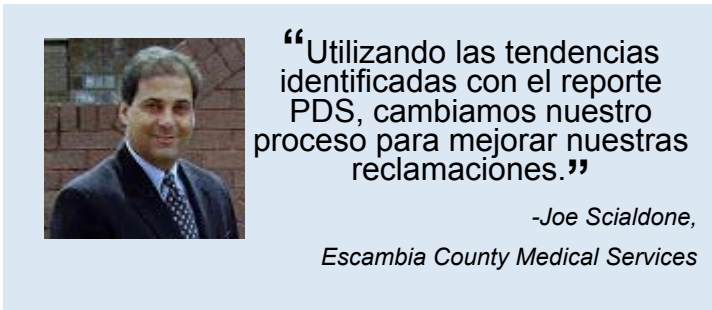 “Utilizando las tendencias
identificadas con el reporte
PDS, cambiamos nuestro
proceso para mejorar nuestras
reclamaciones.”
-Joe Scialdone,
Escambia County Medical Services